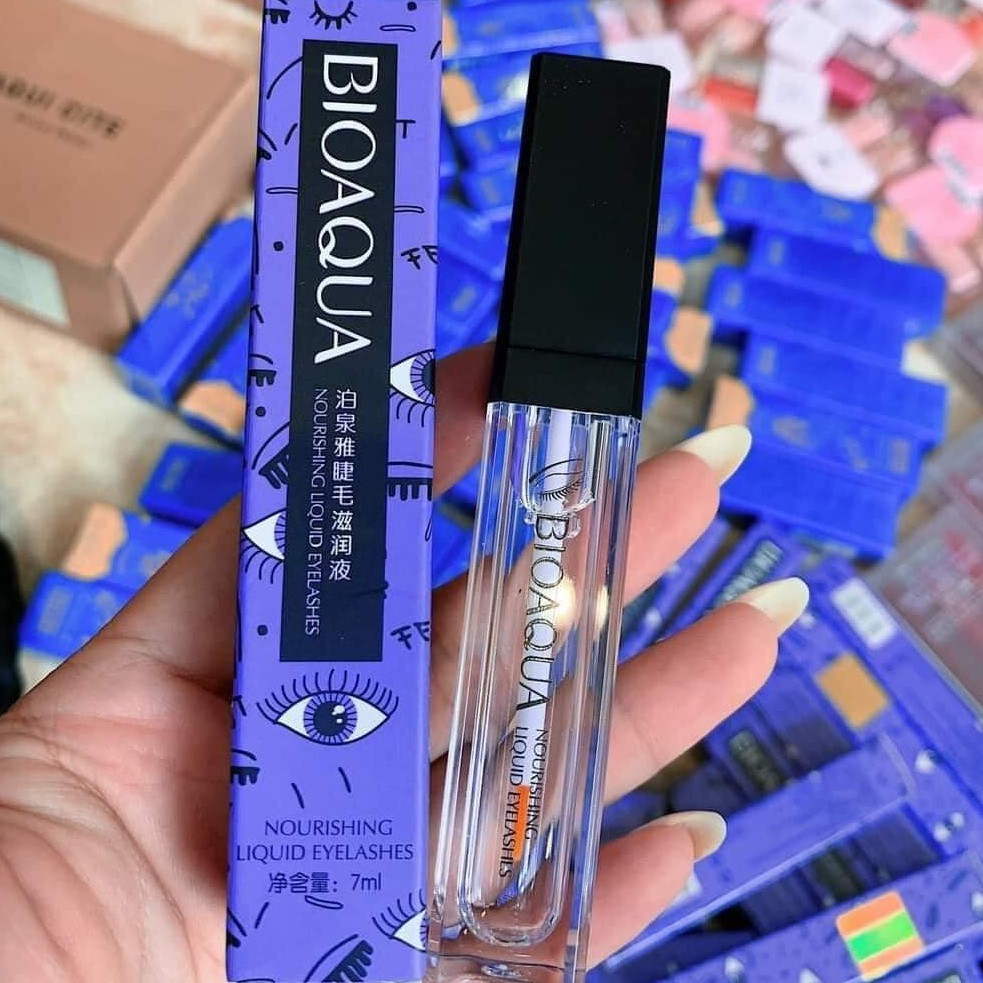 BIOAQUA
泊泉雅睫毛滋润液
NOURISHING LIQUID EYELASHES
NOURISHING
LIQUID EYELASHES
净含量：7ml
BIOAQUA
NOURISHING
LIQUID EYELASHES